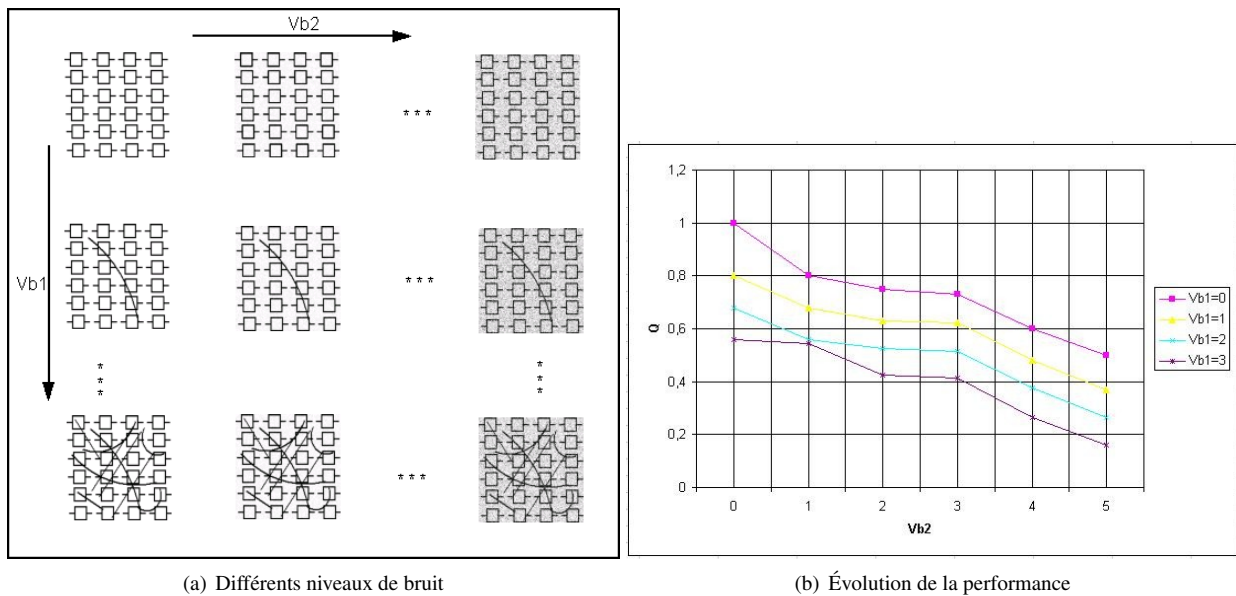 Vb2
* * *
Vb1
* * *
*
*
*
*
*
*
* * *
(a) Différents niveaux de bruit
1,2
1
0,8
0,6
0,4
0,2
0
Q
0 1 2 3 4 5
Vb2
Vb1=0
Vb1=1
Vb1=2
Vb1=3
(b) Évolution de la performance